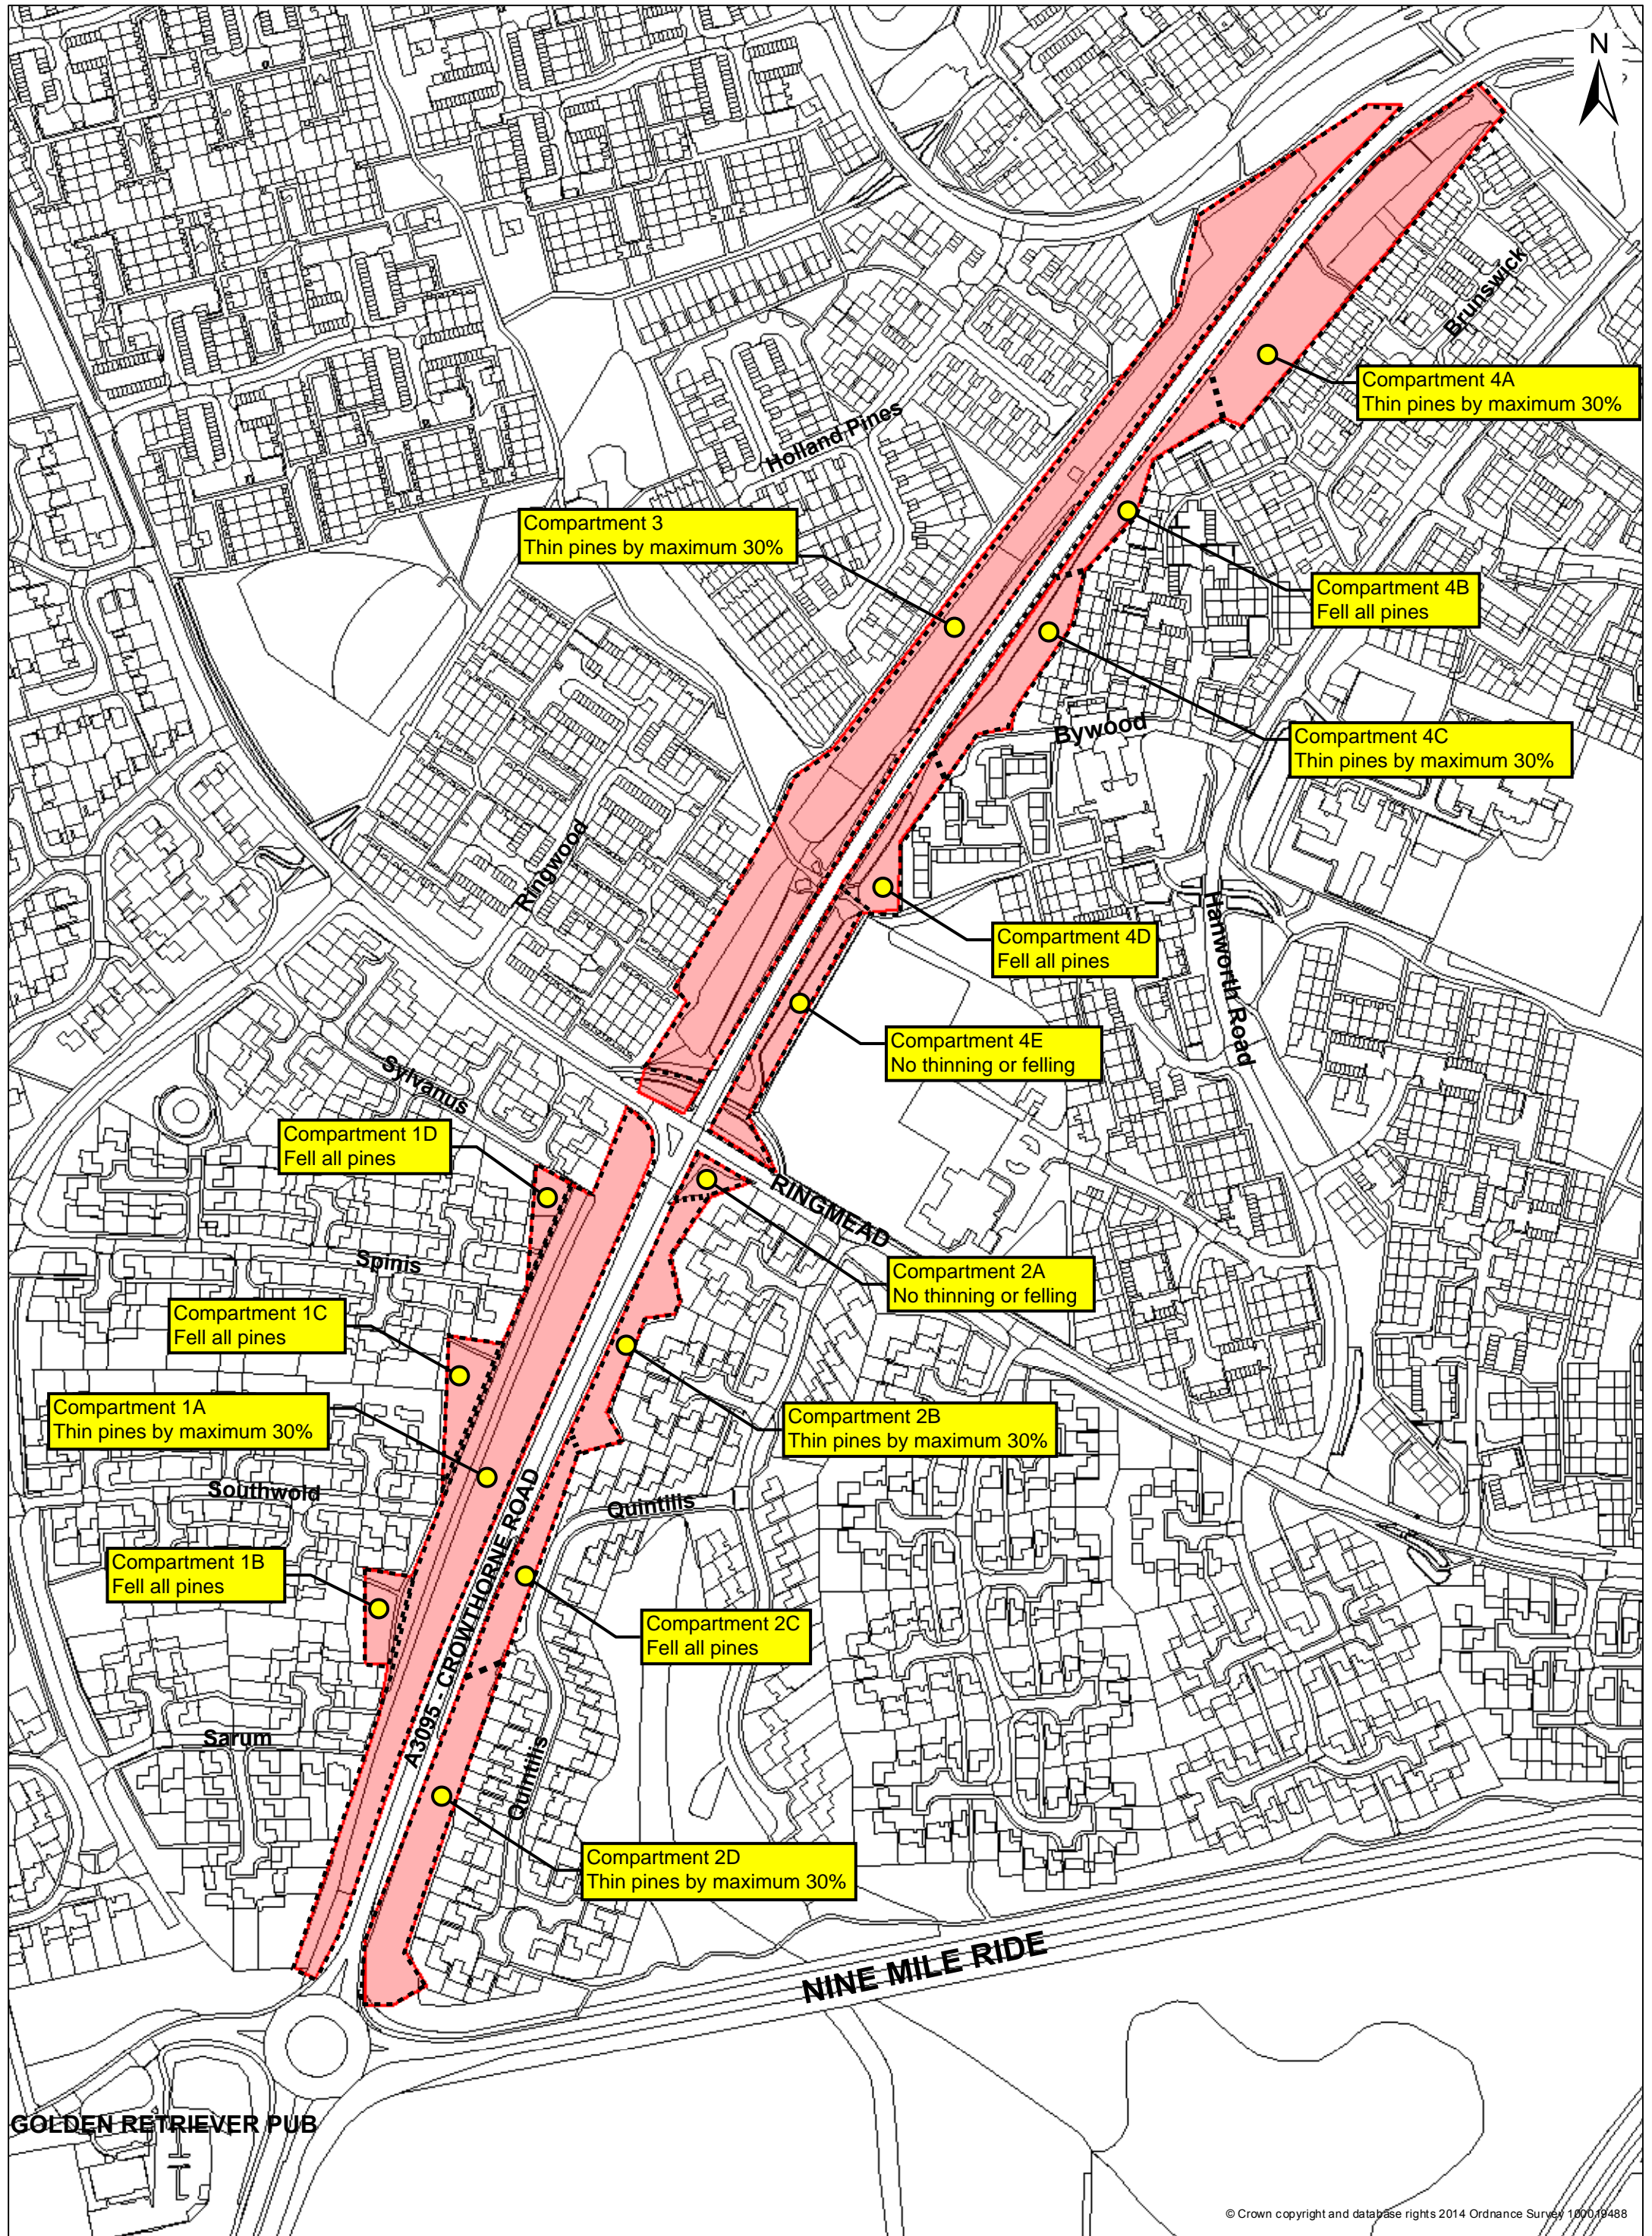 N
Brunswick
Compartment 4A
Thin pines by maximum 30%
Holland Pines
Compartment 3
Thin pines by maximum 30%
Compartment 4B
Fell all pines
Bywood
Compartment 4C
Thin pines by maximum 30%
Ringwood
Hanworth Road
Compartment 4D
Fell all pines
Compartment 4E
No thinning or felling
Sylvanus
Compartment 1D
Fell all pines
RINGMEAD
Spinis
Compartment 2A
No thinning or felling
Compartment 1C
Fell all pines
Compartment 1A
Thin pines by maximum 30%
Compartment 2B
Thin pines by maximum 30%
Southwold
Quintilis
A3095 - CROWTHORNE ROAD
Compartment 1B
Fell all pines
Compartment 2C
Fell all pines
Sarum
Quintilis
Compartment 2D
Thin pines by maximum 30%
NINE MILE RIDE
GOLDEN RETRIEVER PUB
© Crown copyright and database rights 2014 Ordnance Survey 100019488